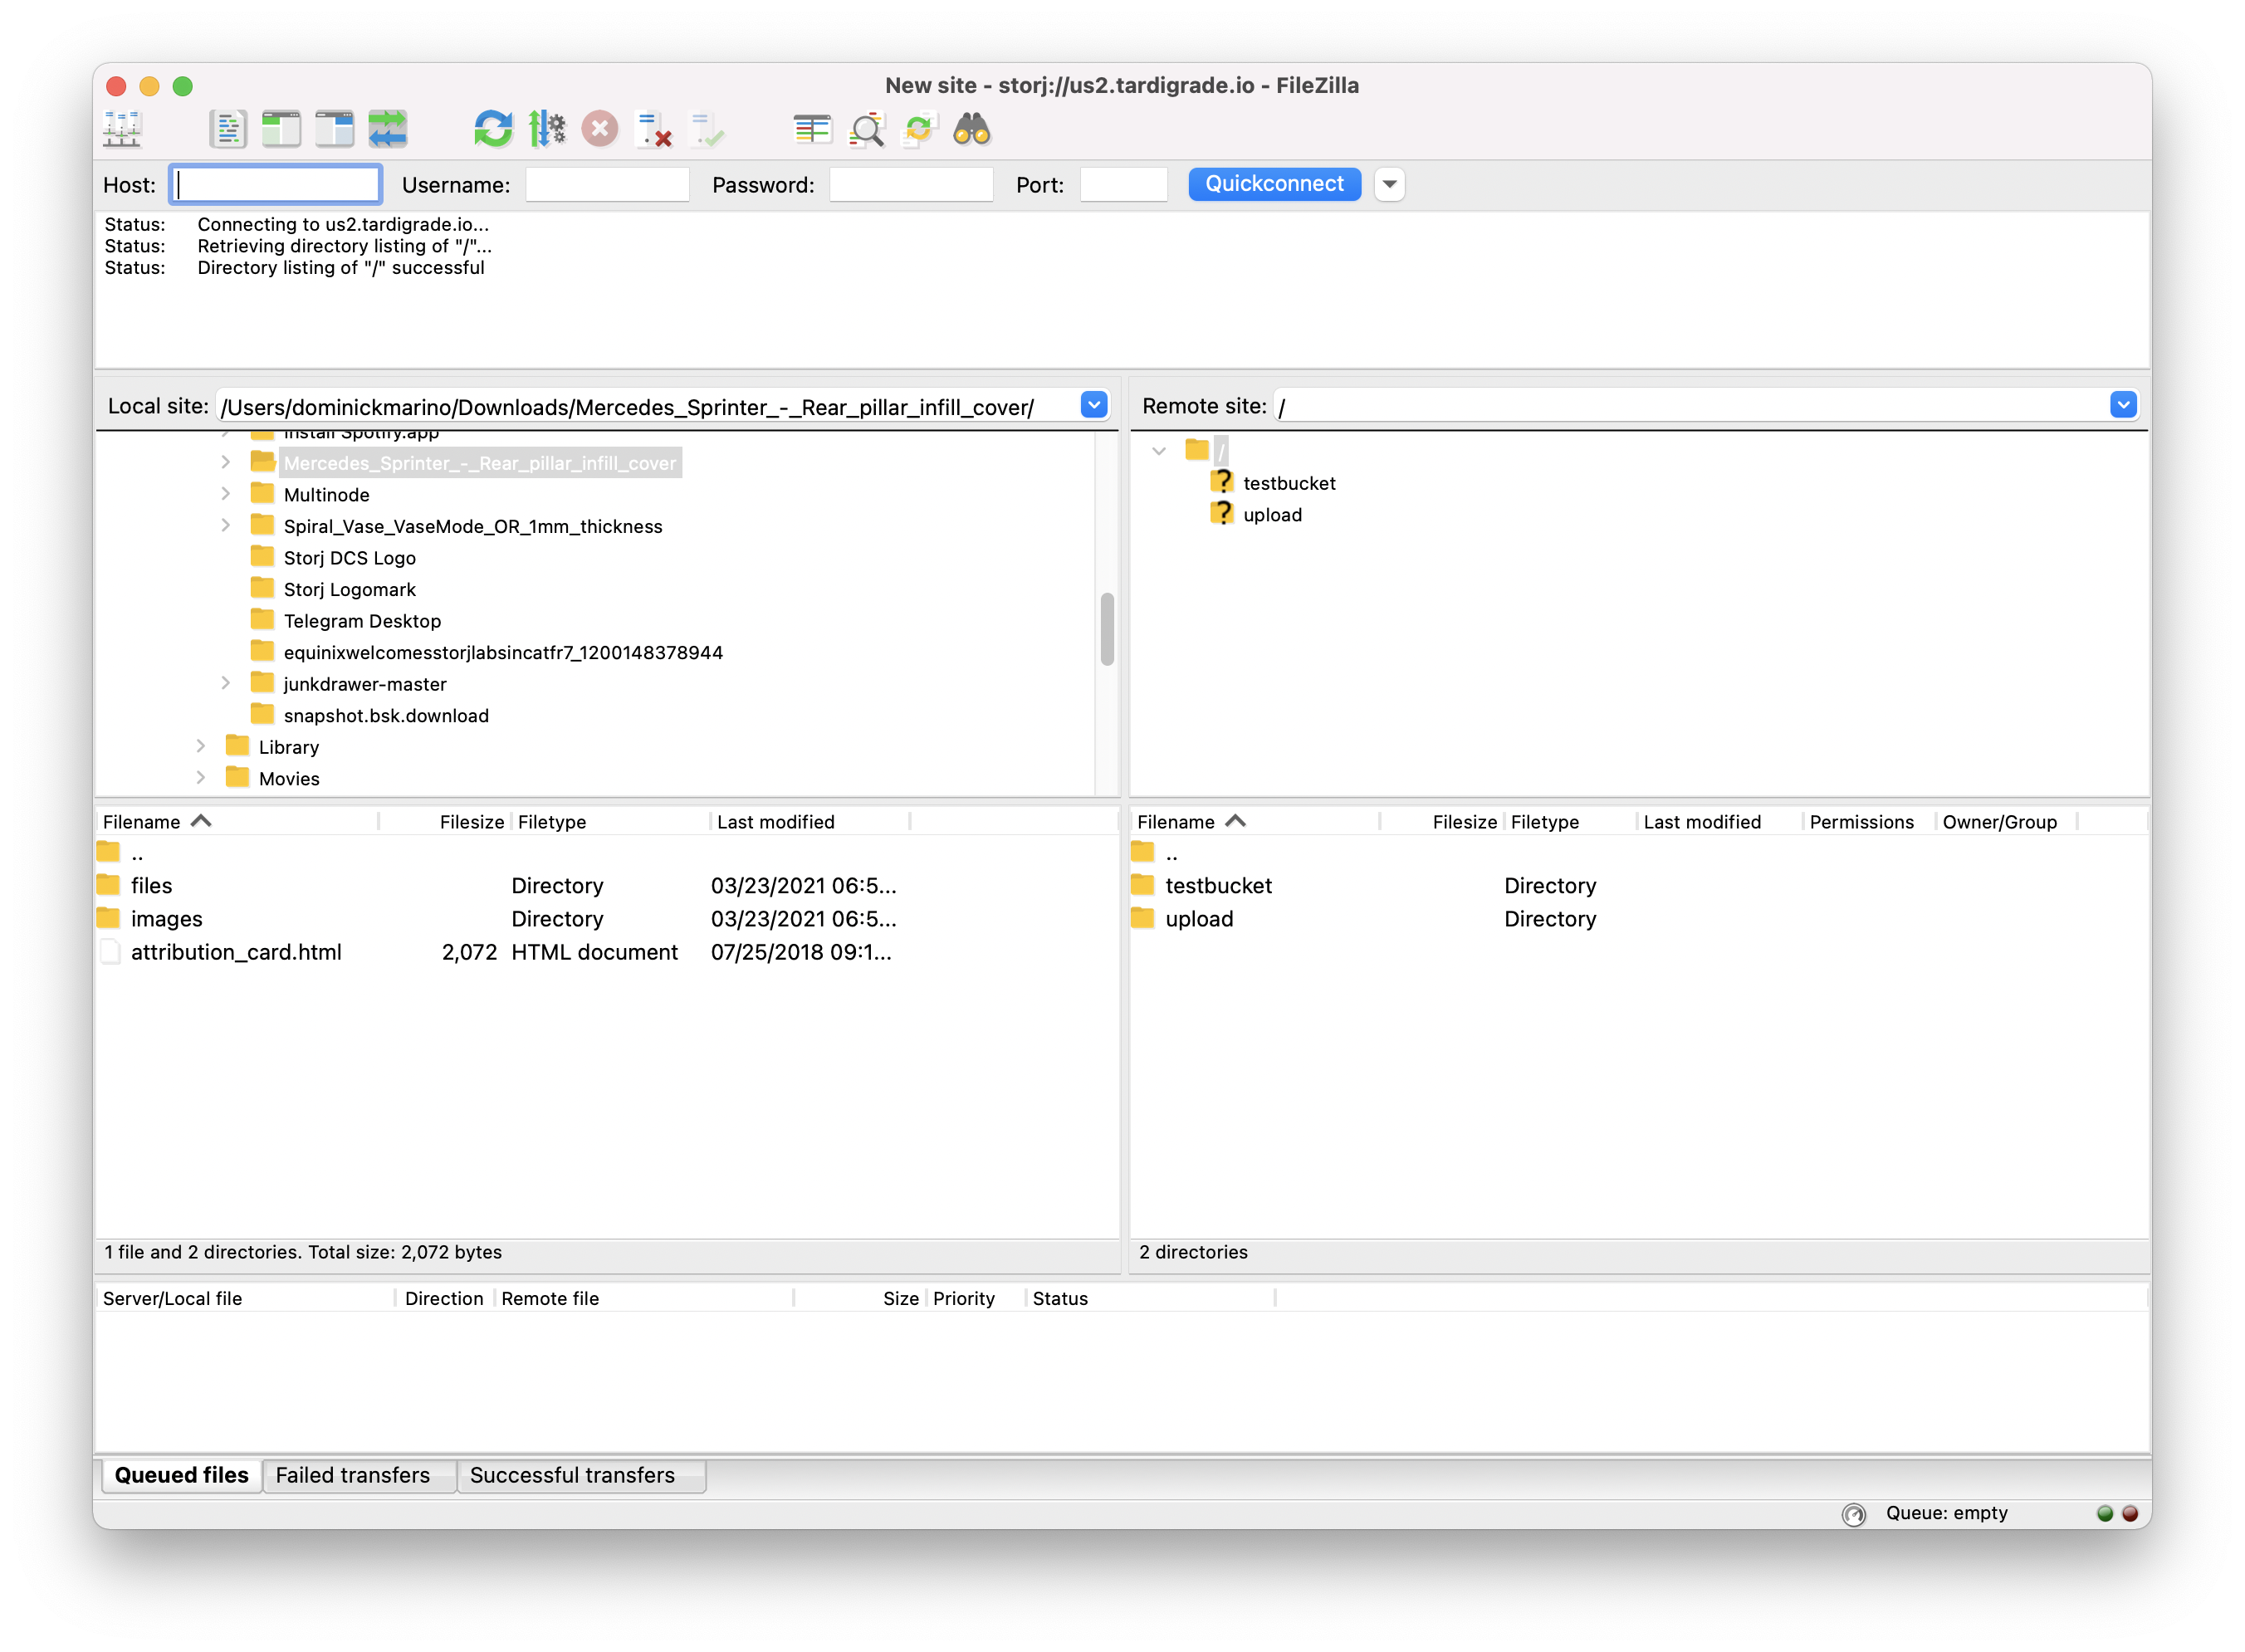 New site - storj://us2.tardigrade.io - FileZilla
Host: Username: Password: Port: Quickconnect
Status: Connecting to us2.tardigrade.io...
Status: Retrieving directory listing of "/"...
Status: Directory listing of "/" successful
Local site: /Users/dominickmarino/Downloads/Mercedes_Sprinter_-_Rear_pillar_infill_cover/
Install Spotify.app
Mercedes_Sprinter_-_Rear_pillar_infill_cover
Multinode
Spiral_Vase_VaseMode_OR_1mm_thickness
Storj DCS Logo
Storj Logomark
Telegram Desktop
equinixwelcomesstorjlabsincatfr7_1200148378944
junkdrawer-master
snapshot.bsk.download
Library
Movies
Remote site: /
/
? testbucket
? upload
Filename Filesize Filetype Last modified
..
files Directory 03/23/2021 06:5...
images Directory 03/23/2021 06:5...
attribution_card.html 2,072 HTML document 07/25/2018 09:1...
1 file and 2 directories. Total size: 2,072 bytes
Filename Filesize Filetype Last modified Permissions Owner/Group
..
testbucket Directory
upload Directory
2 directories
Server/Local file Direction Remote file Size Priority Status
Queued files Failed transfers Successful transfers
Queue: empty